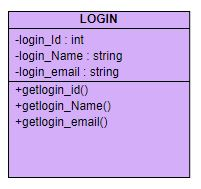 LOGIN
-login_Id : int
-login_Name : string
-login_email : string
+getlogin_id()
+getlogin_Name()
+getlogin_email()